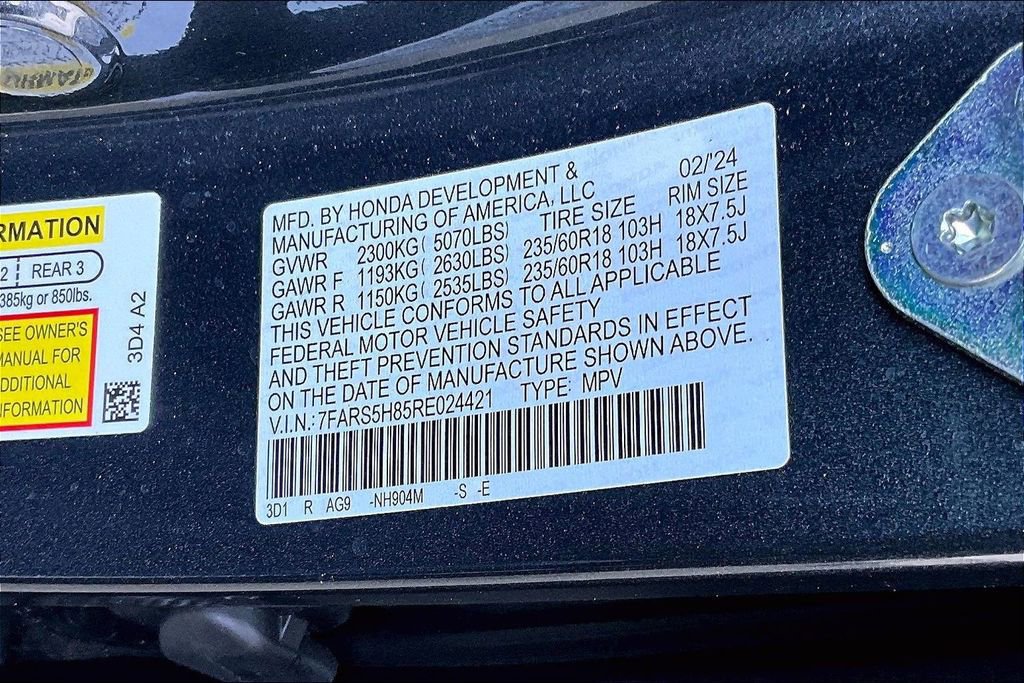 RMATION
2 REAR 3
385kg or 850lbs.
SEE OWNER'S
MANUAL FOR
DDITIONAL
NFORMATION
3D4 A2
MFD. BY HONDA DEVELOPMENT & 02/'24
MANUFACTURING OF AMERICA, LLC
GVWR 2300KG( 5070LBS) TIRE SIZE RIM SIZE
GAWR F 1193KG( 2630LBS) 235/60R18 103H 18X7.5J
GAWR R 1150KG( 2535LBS) 235/60R18 103H 18X7.5J
THIS VEHICLE CONFORMS TO ALL APPLICABLE
FEDERAL MOTOR VEHICLE SAFETY
AND THEFT PREVENTION STANDARDS IN EFFECT
ON THE DATE OF MANUFACTURE SHOWN ABOVE.
V.I.N.: 7FARS5H85RE024421 TYPE: MPV
3D1 R AG9 -NH904M -S -E